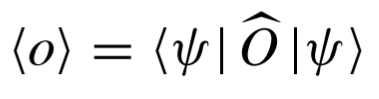 ⟨o⟩ = ⟨ψ| Ô |ψ⟩